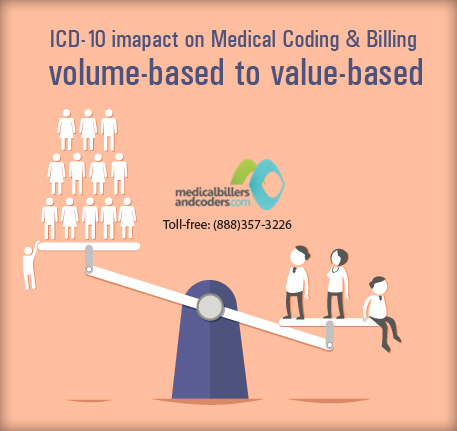 ICD-10 imapact on Medical Coding & Billing
volume-based to value-based
medicalbillers
andcoders.com
Toll-free: (888)357-3226